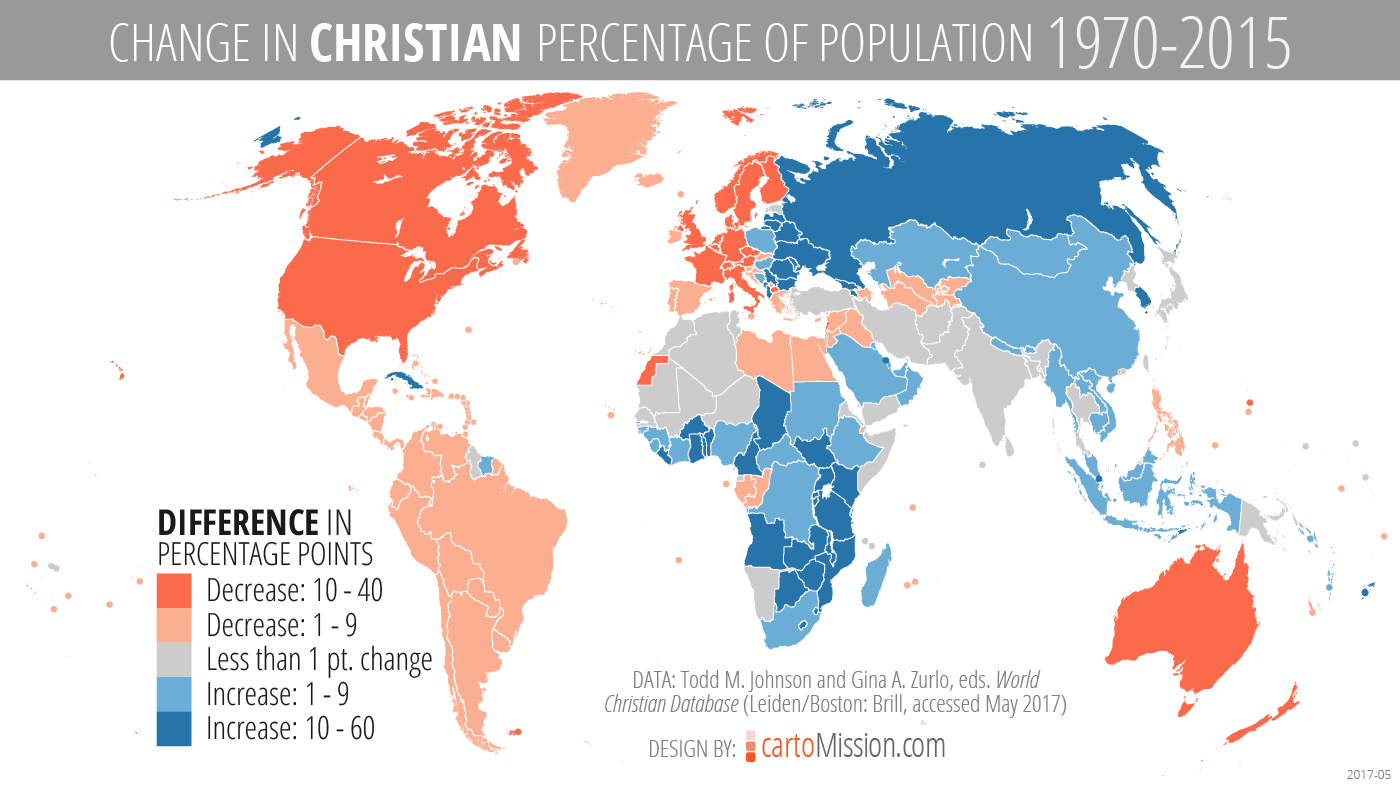 CHANGE IN CHRISTIAN PERCENTAGE OF POPULATION 1970-2015
DIFFERENCE IN
PERCENTAGE POINTS
Decrease: 10 - 40
Decrease: 1 - 9
Less than 1 pt. change
Increase: 1 - 9
Increase: 10 - 60
DATA: Todd M. Johnson and Gina A. Zurlo, eds. World
Christian Database (Leiden/Boston: Brill, accessed May 2017)
DESIGN BY: cartoMission.com
2017-05